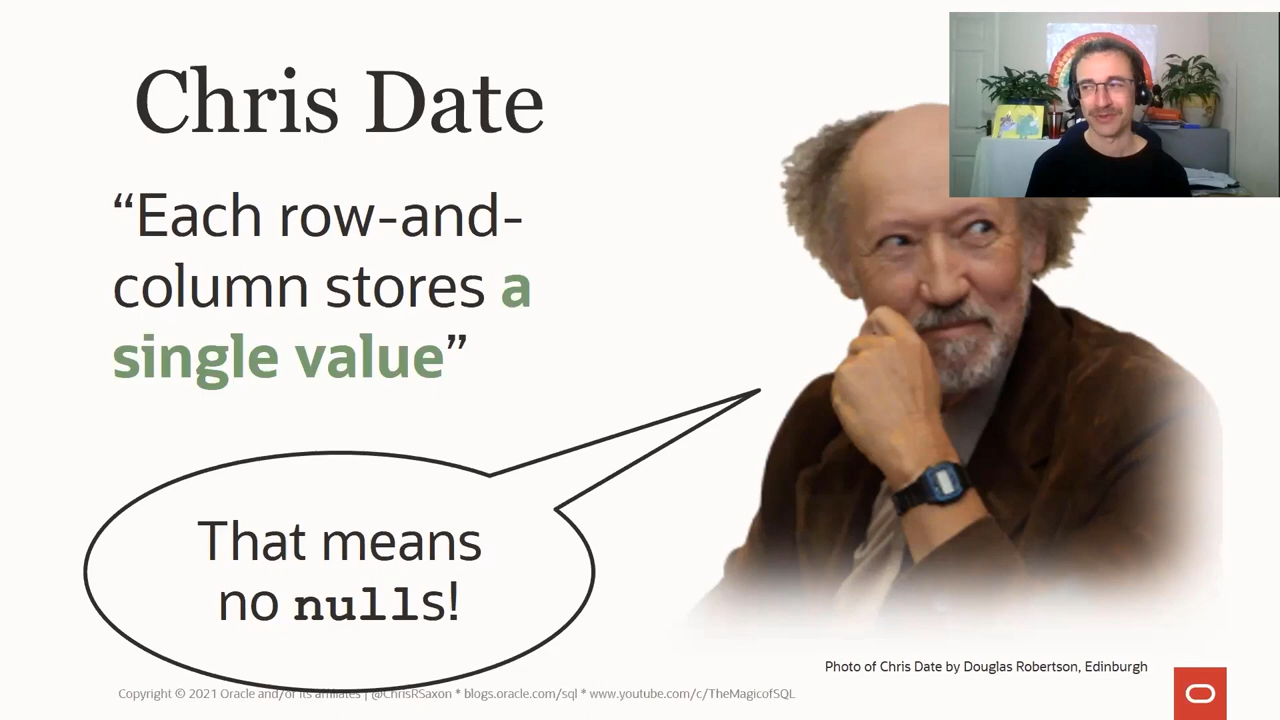 Chris Date
“Each row-and-
column stores a
single value”
That means
no nulls!
Photo of Chris Date by Douglas Robertson, Edinburgh
Copyright © 2021 Oracle and/or its affiliates | @ChrisRSaxon * blogs.oracle.com/sql * www.youtube.com/c/TheMagicofSQL